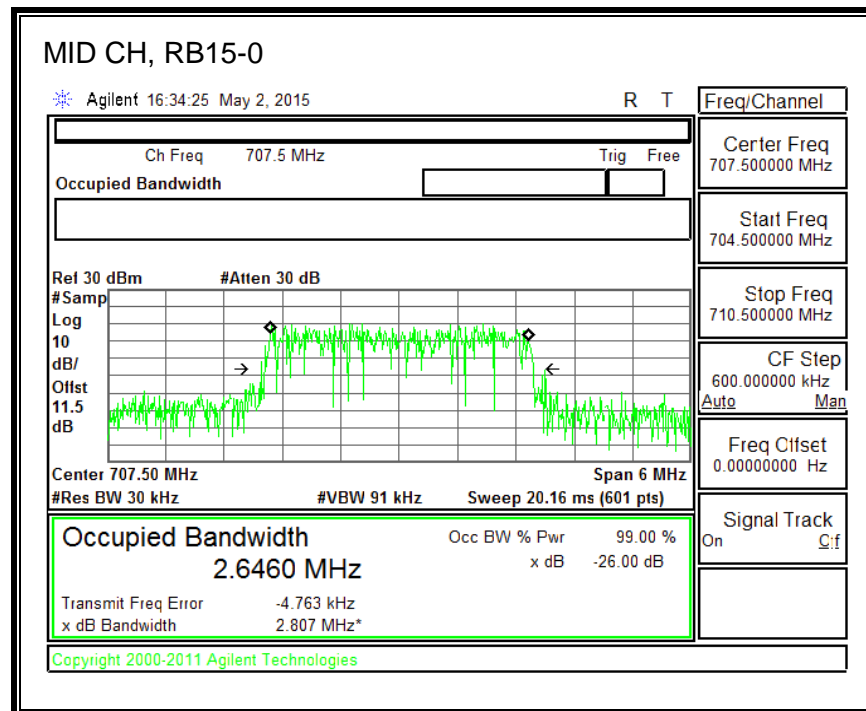 MID CH, RB15-0
Agilent 16:34:25 May 2, 2015 R T
Freq/Channel
Ch Freq 707.5 MHz Trig Free
Occupied Bandwidth
Center Freq
707.500000 MHz
Start Freq
704.500000 MHz
Stop Freq
710.500000 MHz
CF Step
600.000000 kHz
Auto Man
Freq Offset
0.00000000 Hz
Signal Track
On Off
Ref 30 dBm #Atten 30 dB
#Samp
Log
10
dB/
Offst
11.5
dB
Center 707.50 MHz Span 6 MHz
#Res BW 30 kHz #VBW 91 kHz Sweep 20.16 ms (601 pts)
Occupied Bandwidth Occ BW % Pwr 99.00 %
2.6460 MHz x dB -26.00 dB
Transmit Freq Error -4.763 kHz
x dB Bandwidth 2.807 MHz*
Copyright 2000-2011 Agilent Technologies